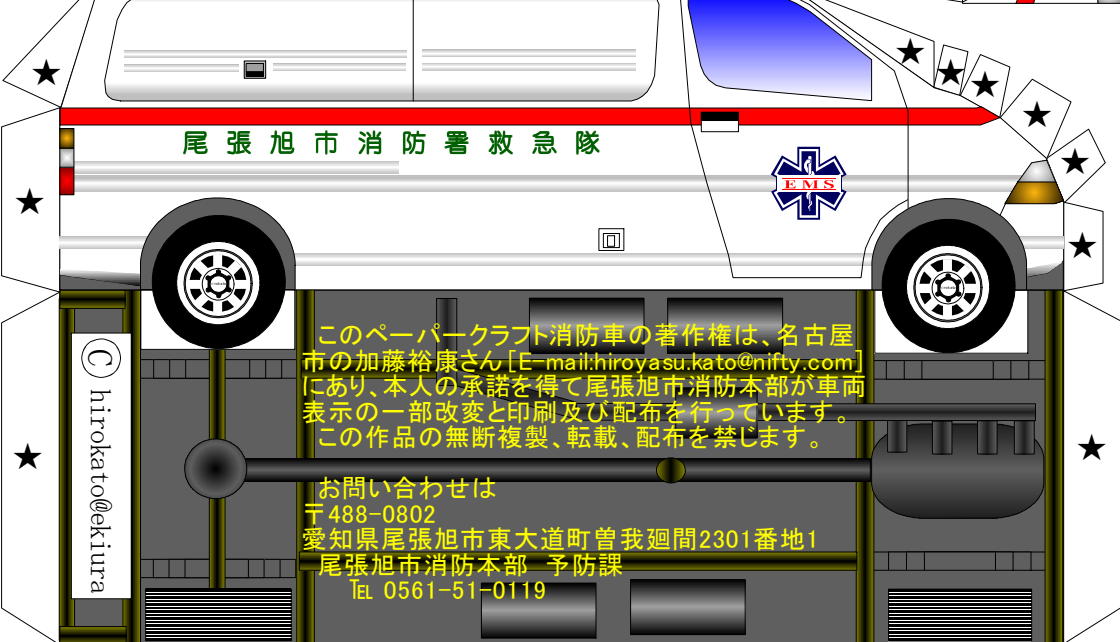 尾張旭市消防署救急隊
EMS
このペーパークラフト消防車の著作権は、名古屋
市の加藤裕康さん[E-mail:hiroyasu.kato@nifty.com]
にあり、本人の承諾を得て尾張旭市消防本部が車両
表示の一部改変と印刷及び配布を行っています。
この作品の無断複製、転載、配布を禁じます。
お問い合わせは
〒488-0802
愛知県尾張旭市東大道町曽我廻間2301番地1
尾張旭市消防本部 予防課
℡ 0561-51-0119
Ⓒ hirokato@ekiura